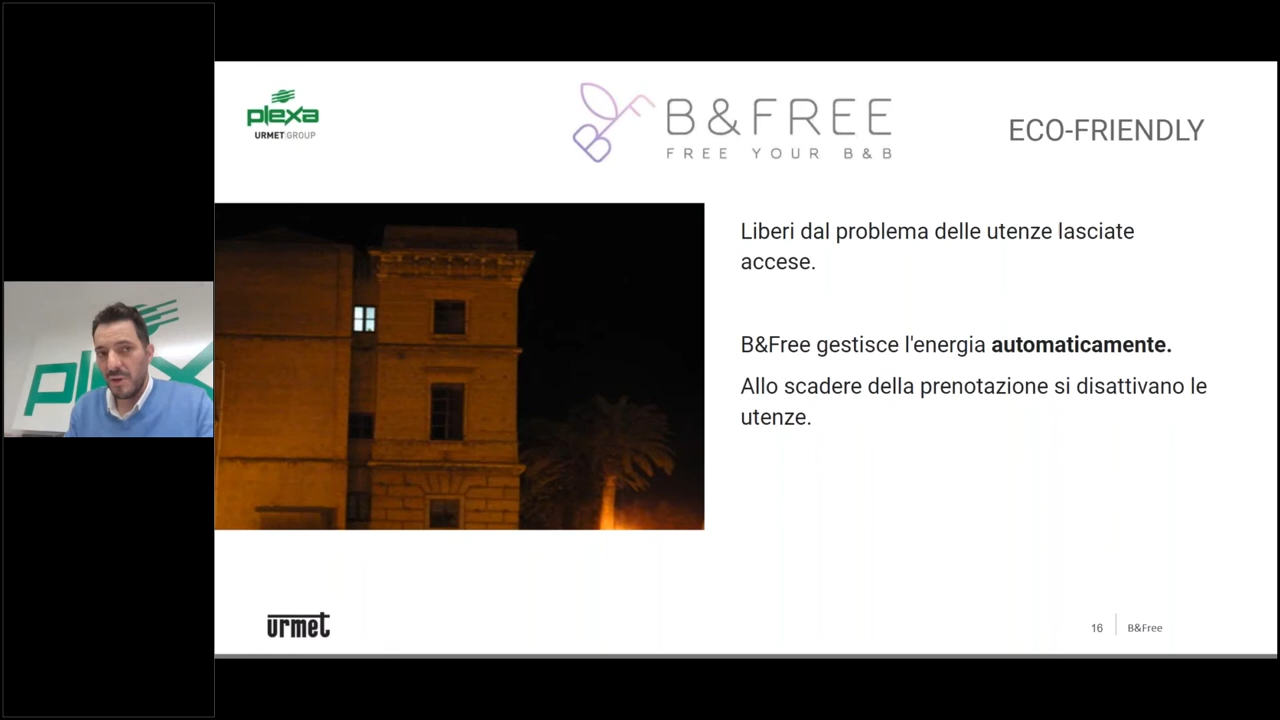 plexa
URMET GROUP
B&FREE
FREE YOUR B&B
ECO-FRIENDLY
Liberi dal problema delle utenze lasciate
accese.
B&Free gestisce l'energia automaticamente.
Allo scadere della prenotazione si disattivano le
utenze.
plex
urmet
16
B&Free